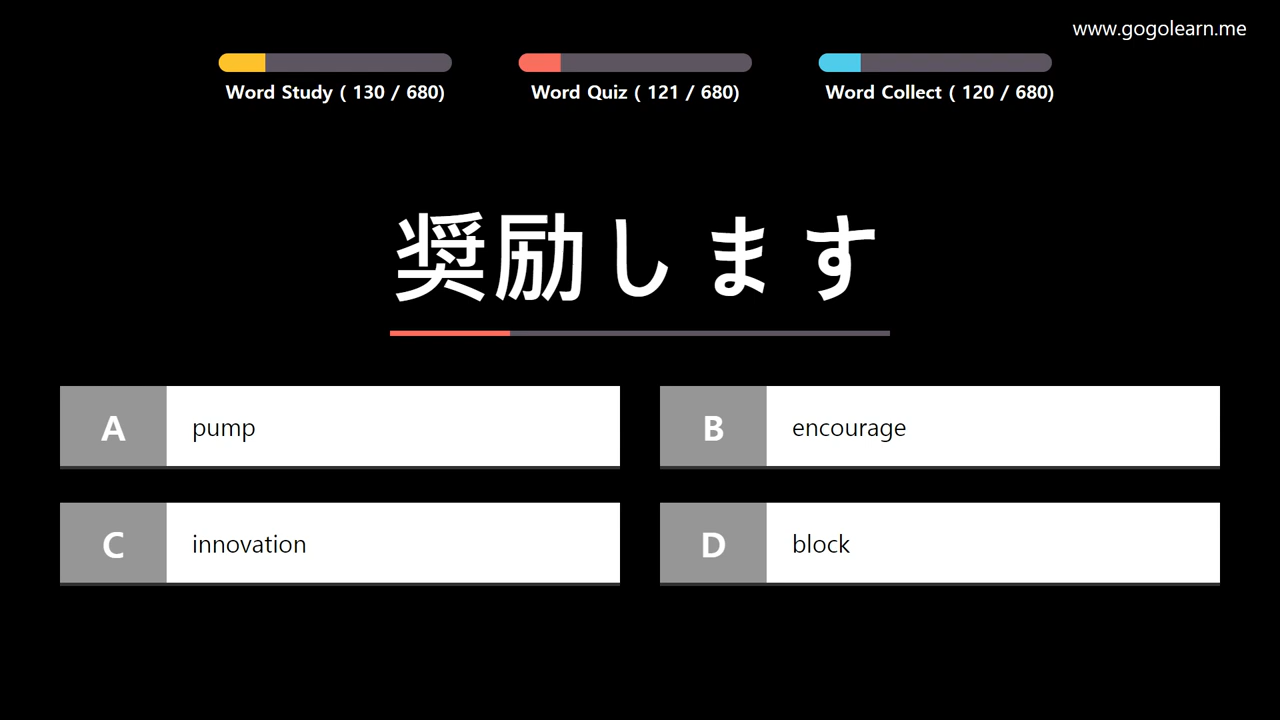 www.gogolearn.me
Word Study ( 130 / 680)
Word Quiz ( 121 / 680)
Word Collect ( 120 / 680)
奨励します
A pump
B encourage
C innovation
D block